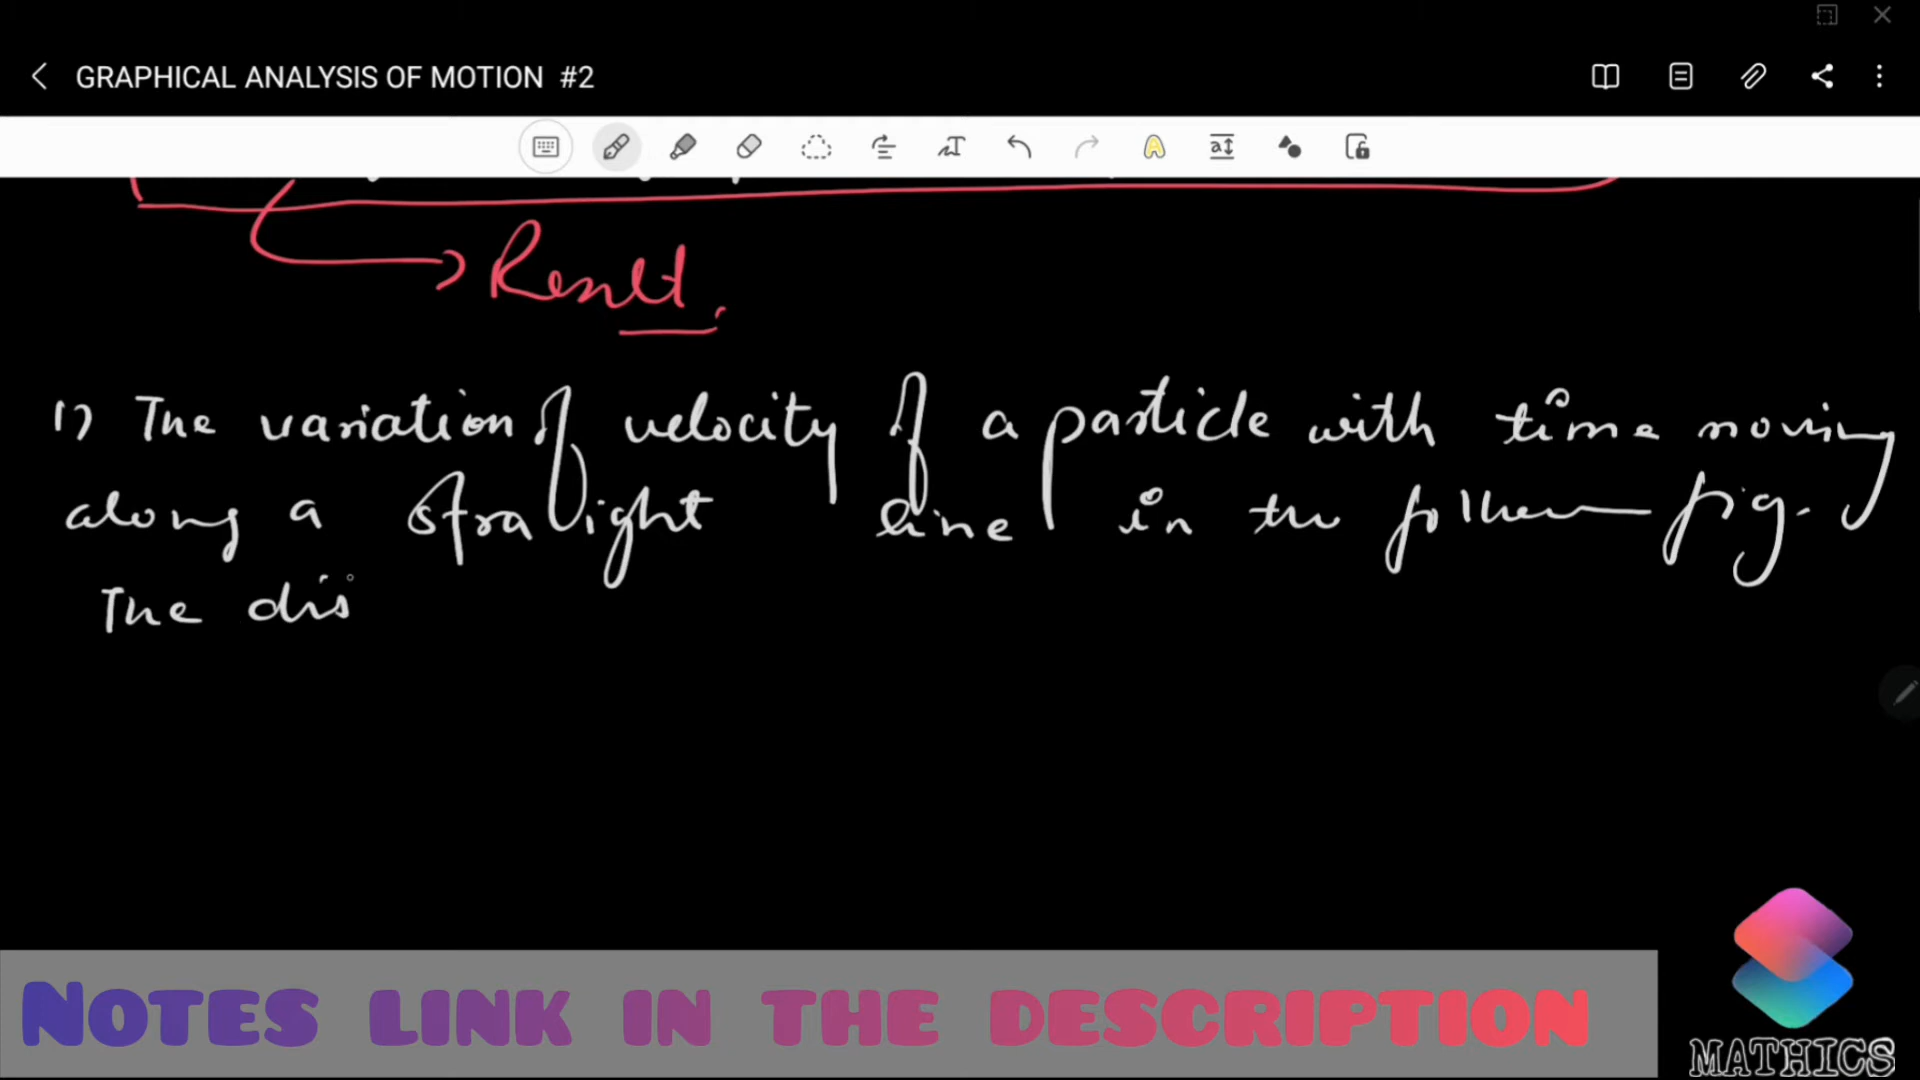 GRAPHICAL ANALYSIS OF MOTION #2
Result.
1) The variation of velocity of a particle with time moving
along a straight line in the follow fig.
The dis
NOTES LINK IN THE DESCRIPTION
MATHICS